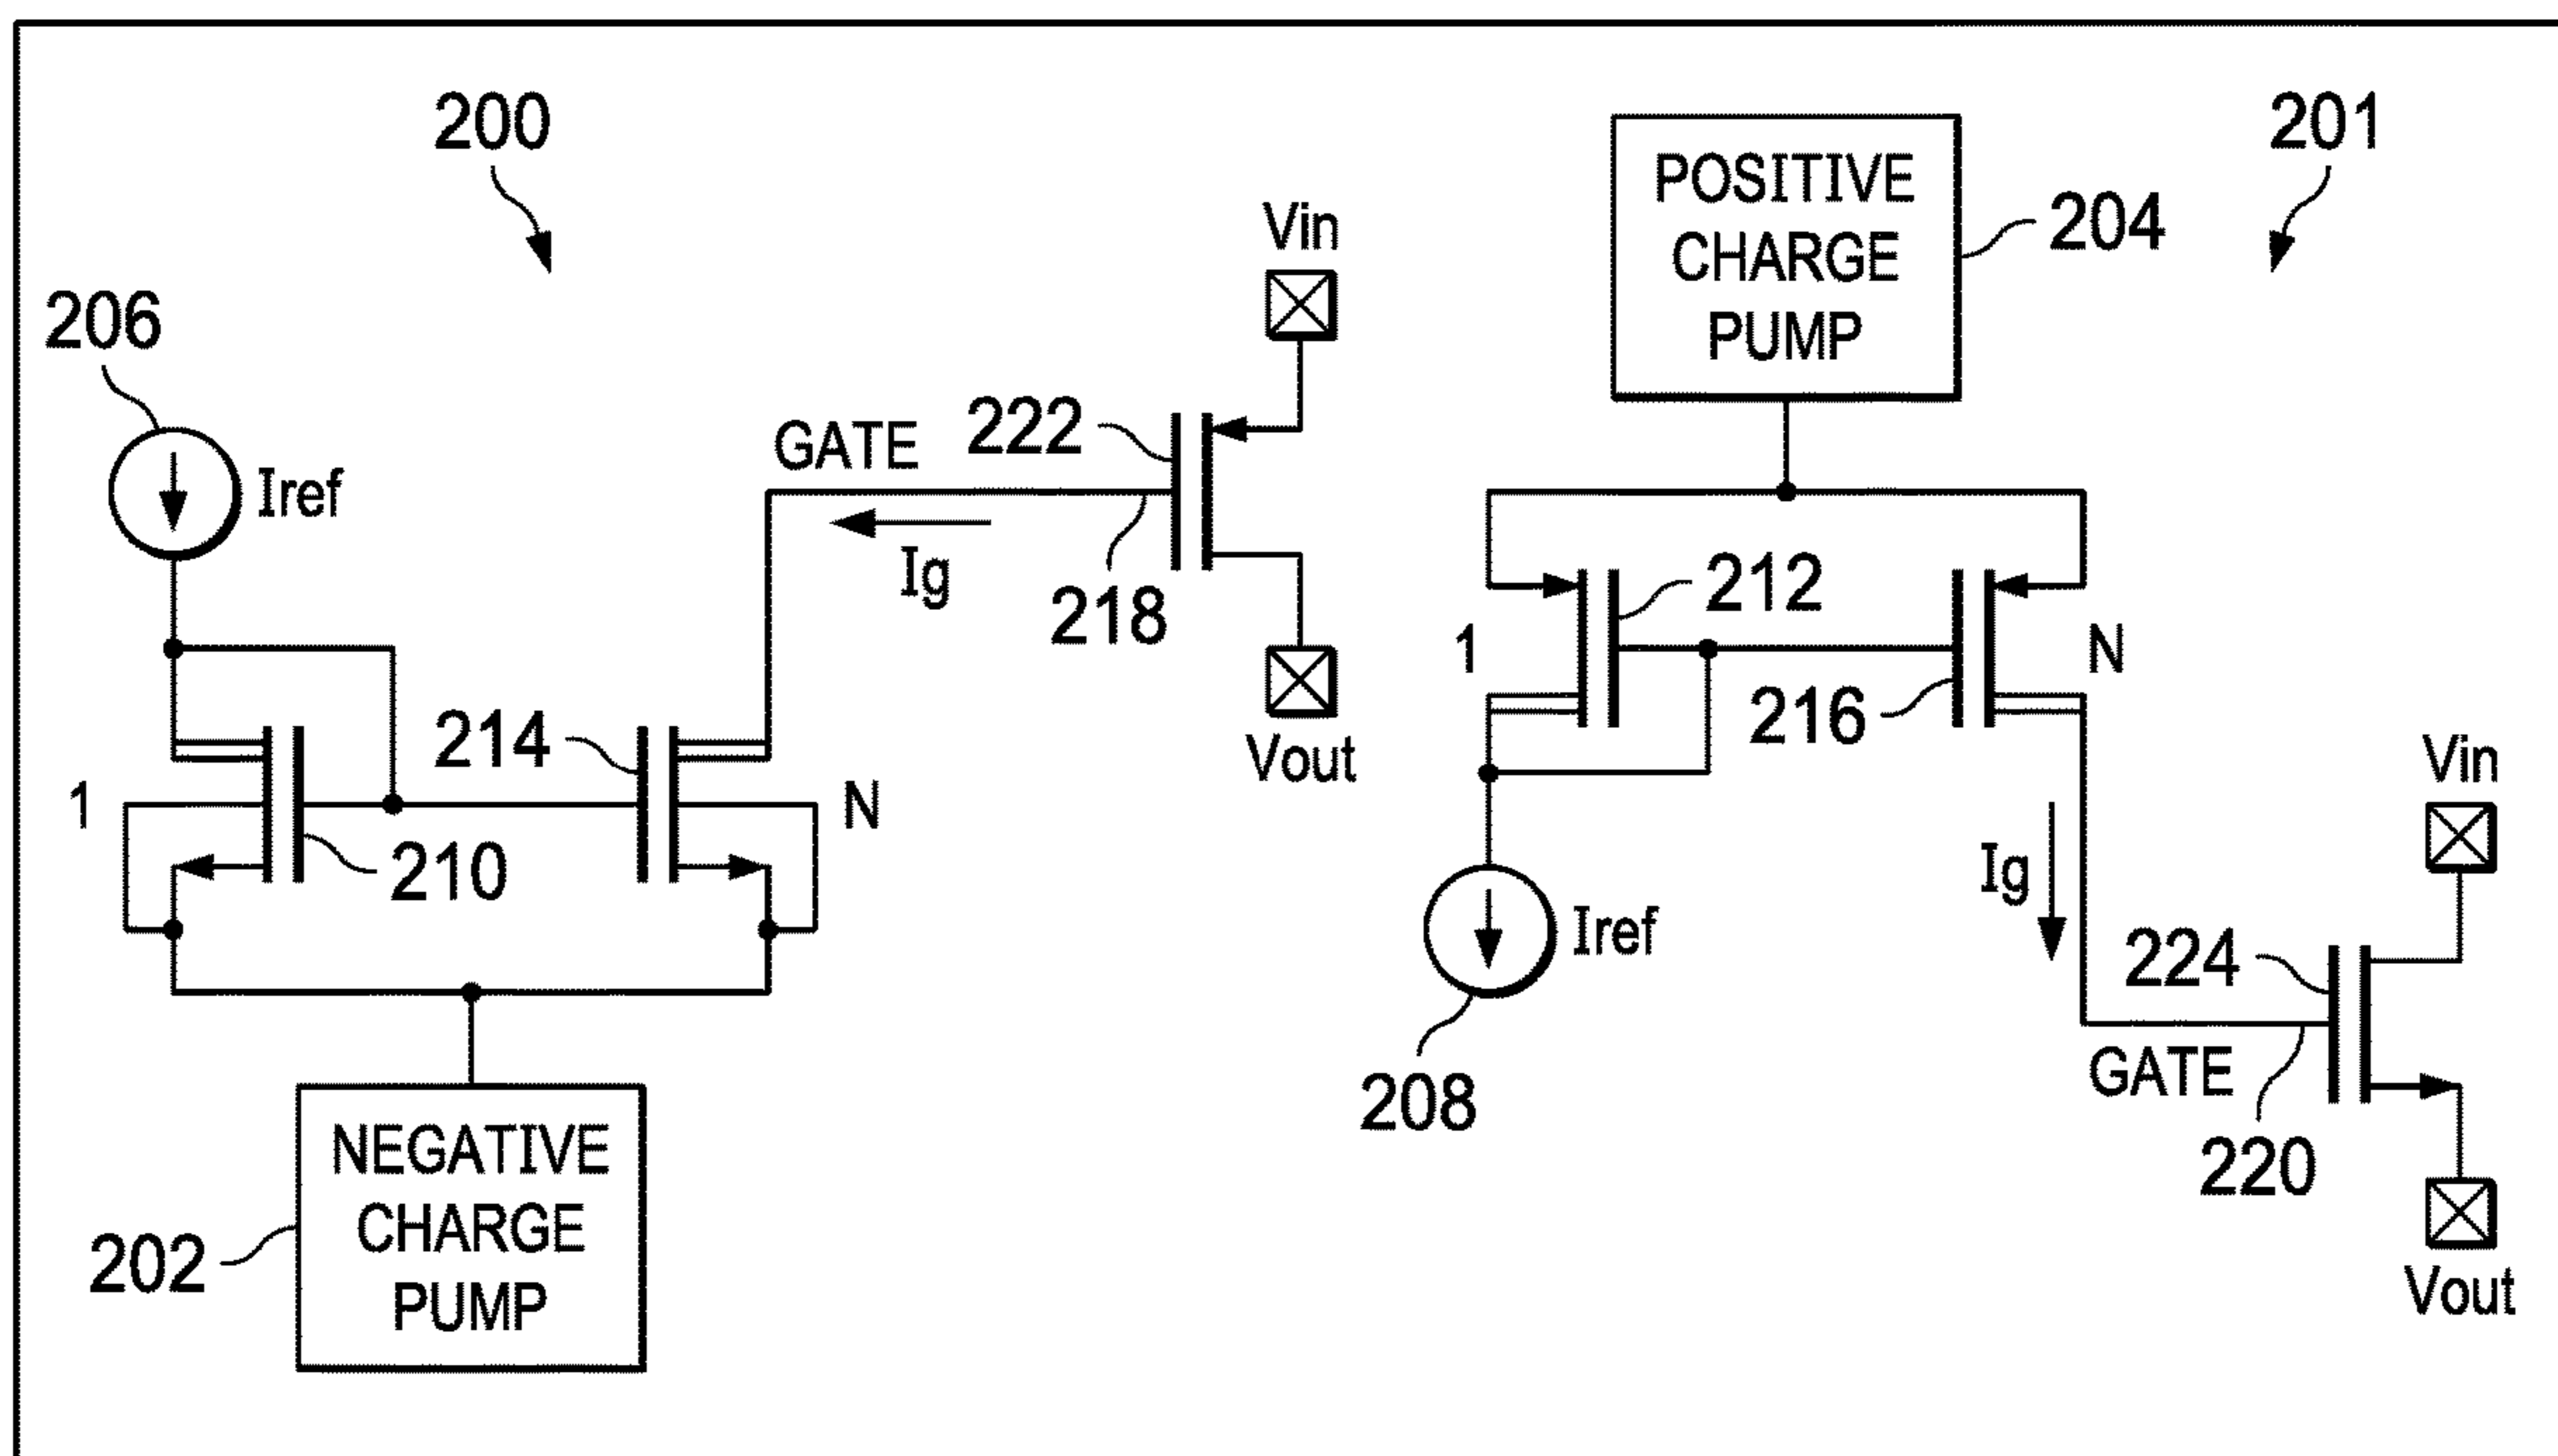 200
201
POSITIVE
CHARGE
PUMP
204
Vin
206
Iref
GATE
222
Ig
218
Vout
212
1
N
216
214
1
N
210
Vin
Ig
Iref
224
208
GATE
220
Vout
NEGATIVE
CHARGE
PUMP
202